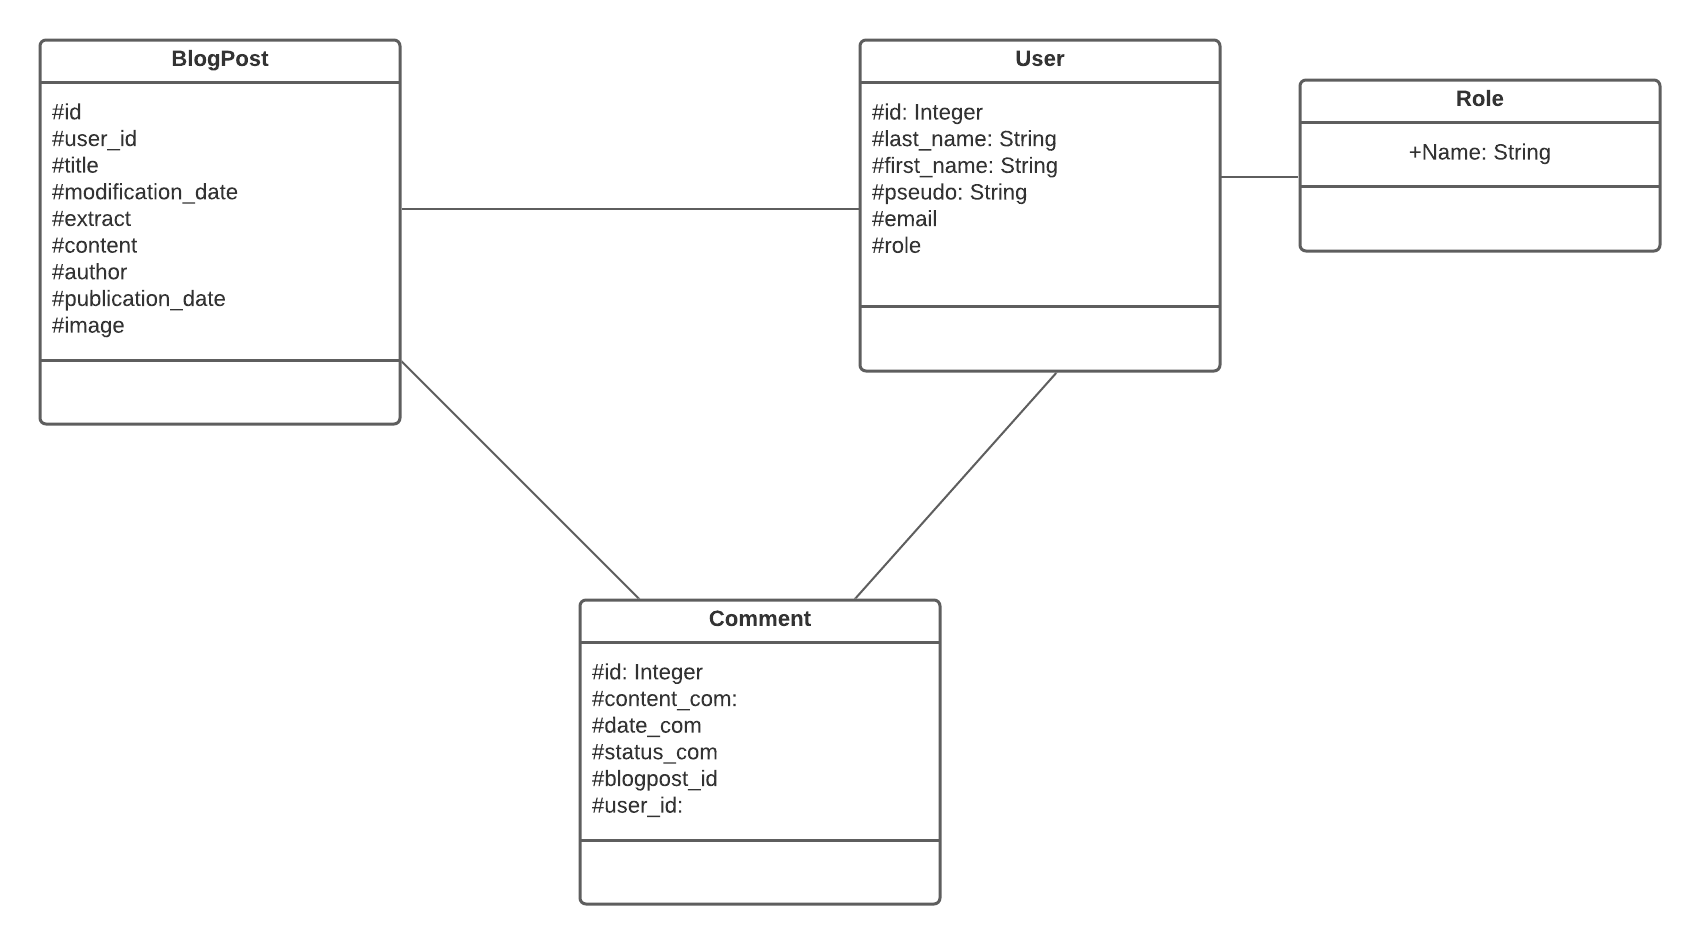 BlogPost
#id
#user_id
#title
#modification_date
#extract
#content
#author
#publication_date
#image
User
#id: Integer
#last_name: String
#first_name: String
#pseudo: String
#email
#role
Role
+Name: String
Comment
#id: Integer
#content_com:
#date_com
#status_com
#blogpost_id
#user_id: